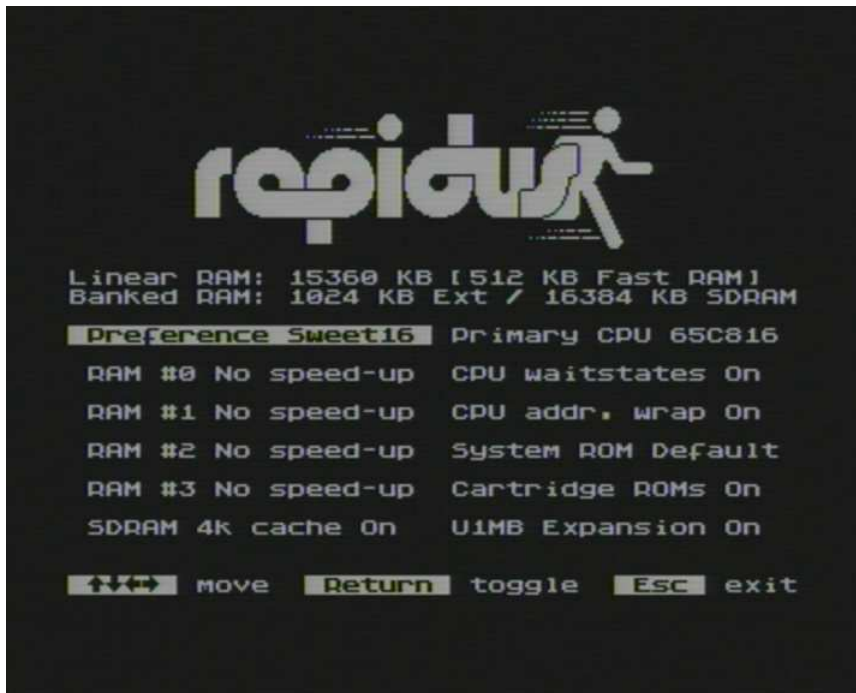 rapidus
Linear RAM: 15360 KB [512 KB Fast RAM]
Banked RAM: 1024 KB Ext / 16384 KB SDRAM
Preference Sweet16 Primary CPU 65C816
RAM #0 No speed-up CPU waitstates On
RAM #1 No speed-up CPU addr. wrap On
RAM #2 No speed-up System ROM Default
RAM #3 No speed-up Cartridge ROMs On
SDRAM 4k cache On U1MB Expansion On
↑↓←→ move Return toggle Esc exit